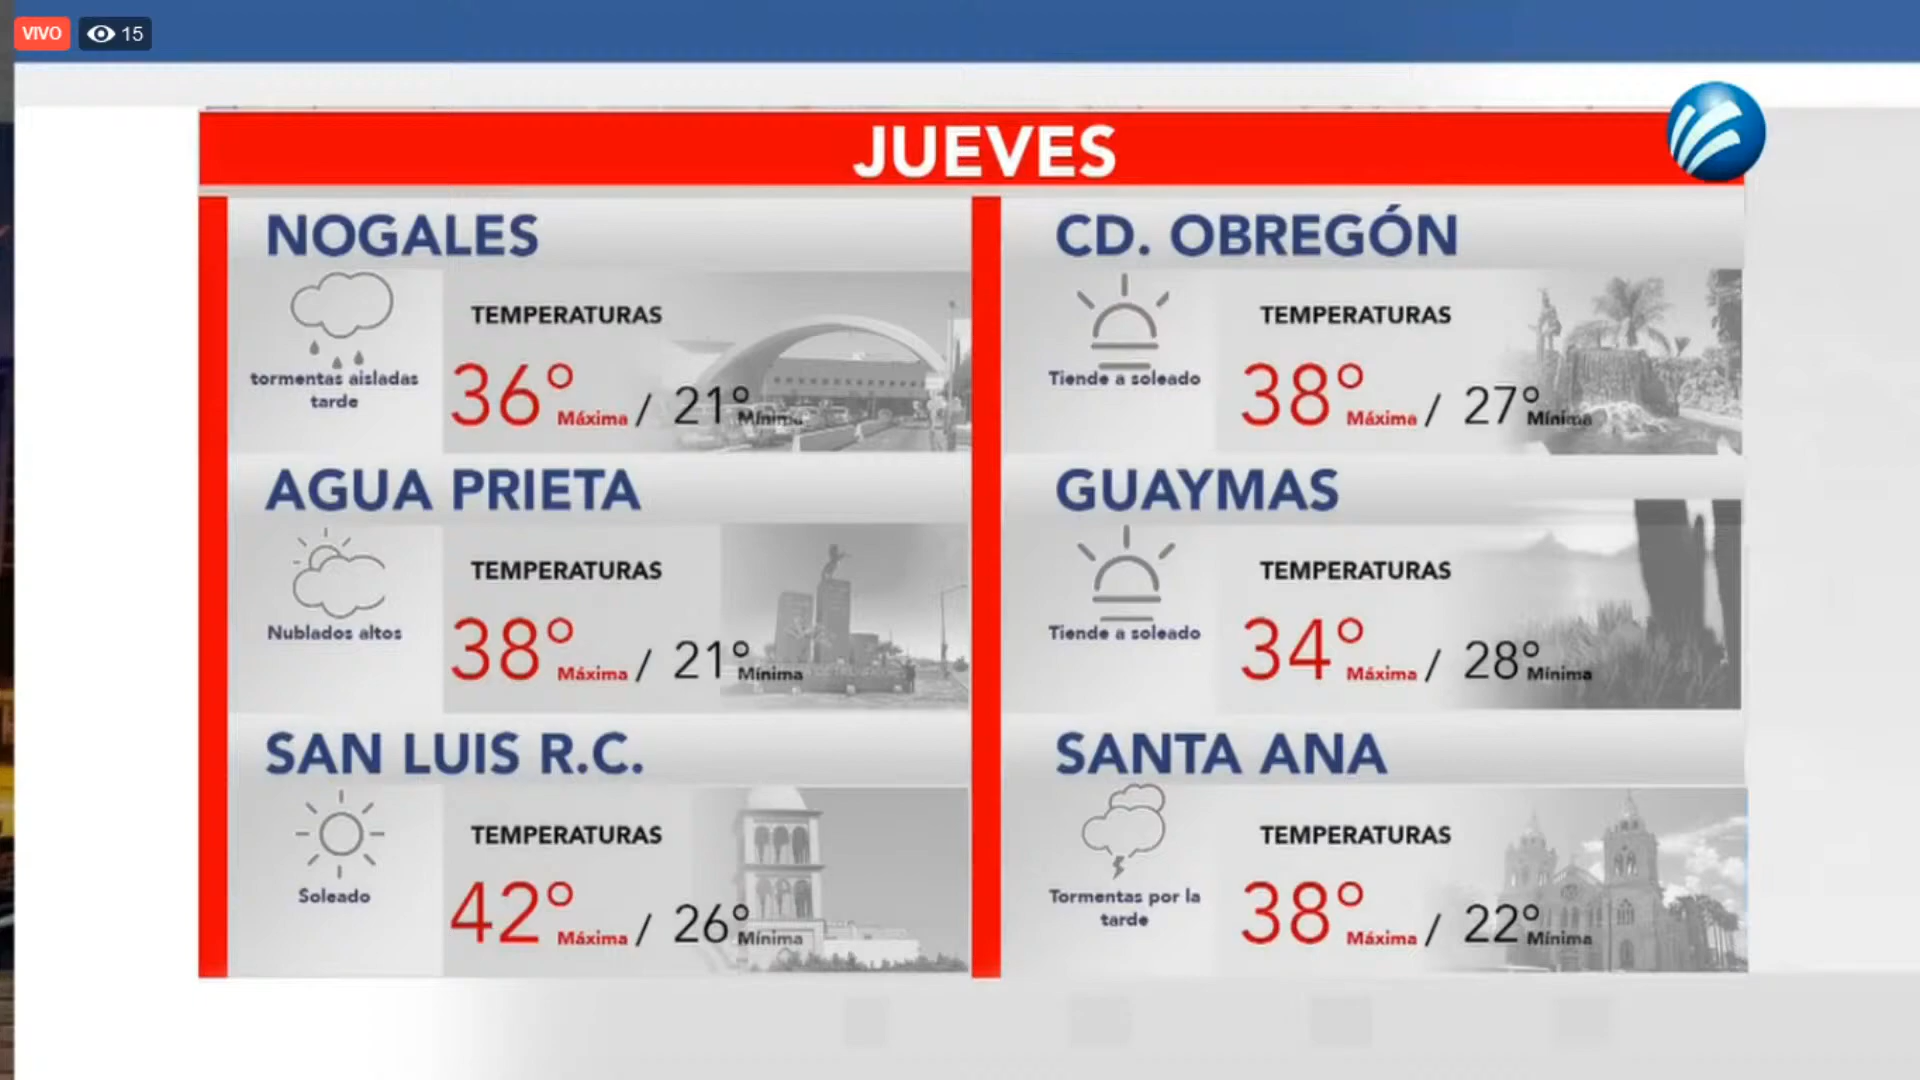 VIVO 15
JUEVES
NOGALES
TEMPERATURAS
tormentas aisladas
tarde
36° Máxima / 21° Mínima
CD. OBREGÓN
TEMPERATURAS
Tiende a soleado
38° Máxima / 27° Mínima
AGUA PRIETA
TEMPERATURAS
Nublados altos
38° Máxima / 21° Mínima
GUAYMAS
TEMPERATURAS
Tiende a soleado
34° Máxima / 28° Mínima
SAN LUIS R.C.
TEMPERATURAS
Soleado
42° Máxima / 26° Mínima
SANTA ANA
TEMPERATURAS
Tormentas por la
tarde
38° Máxima / 22° Mínima